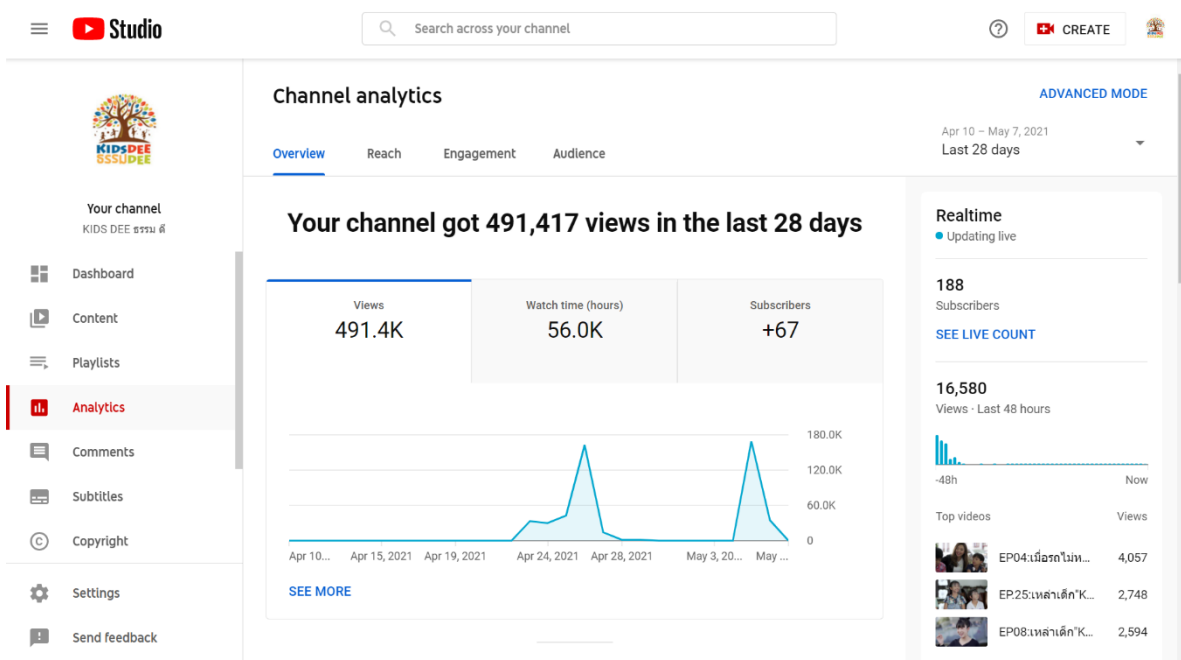 Studio
Search across your channel
CREATE
KIDSDEE
ธรรมดี
Your channel
KIDS DEE ธรรม ดี
Dashboard
Content
Playlists
Analytics
Comments
Subtitles
Copyright
Settings
Send feedback
Channel analytics
ADVANCED MODE
Overview
Reach
Engagement
Audience
Apr 10 – May 7, 2021
Last 28 days
Your channel got 491,417 views in the last 28 days
Views
491.4K
Watch time (hours)
56.0K
Subscribers
+67
180.0K
120.0K
60.0K
0
Apr 10...
Apr 15, 2021
Apr 19, 2021
Apr 24, 2021
Apr 28, 2021
May 3, 20...
May ...
SEE MORE
Realtime
Updating live
188
Subscribers
SEE LIVE COUNT
16,580
Views · Last 48 hours
-48h
Now
Top videos
Views
EP04:เมื่อรถไม่ห...
4,057
EP.25:เหล่าเด็ก"K...
2,748
EP08:เหล่าเด็ก"K...
2,594